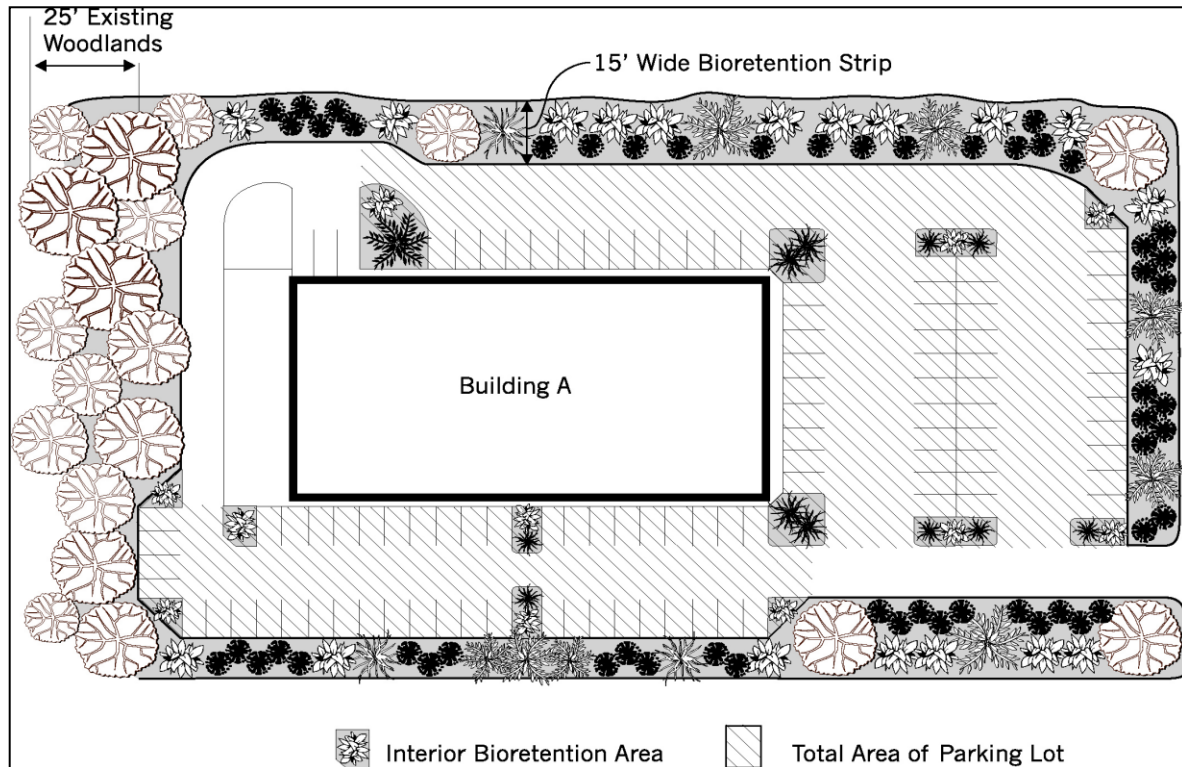 25’ Existing
Woodlands
15’ Wide Bioretention Strip
Building A
Interior Bioretention Area
Total Area of Parking Lot